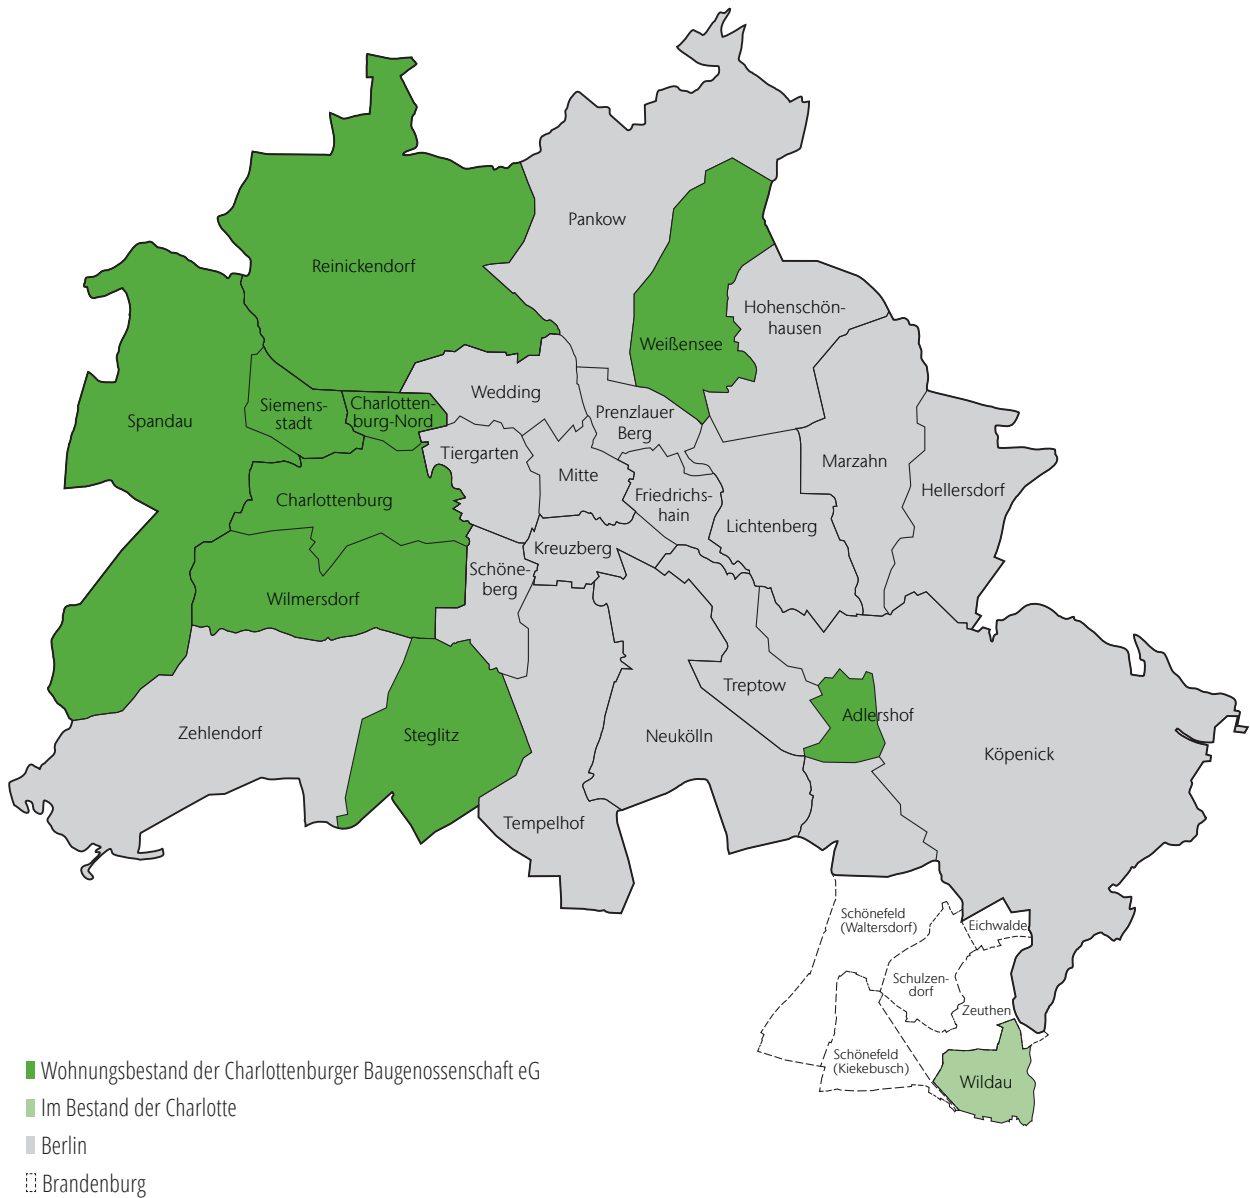 Pankow
Reinickendorf
Hohenschön-
hausen
Weißensee
Wedding
Siemens-
stadt
Charlotten-
burg-Nord
Prenzlauer
Berg
Spandau
Tiergarten
Mitte
Marzahn
Charlottenburg
Friedrichs-
hain
Hellersdorf
Lichtenberg
Kreuzberg
Schöne-
berg
Wilmersdorf
Treptow
Adlershof
Zehlendorf
Steglitz
Neukölln
Köpenick
Tempelhof
Schönefeld
(Waltersdorf)
Eichwalde
Schulzen-
dorf
Zeuthen
Schönefeld
(Kiekebusch)
Wildau
Wohnungsbestand der Charlottenburger Baugenossenschaft eG
Im Bestand der Charlotte
Berlin
Brandenburg